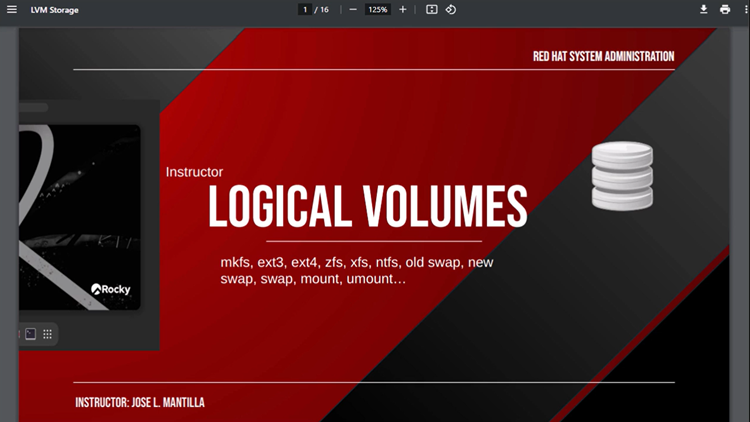 LVM Storage
1 / 16
125%
RED HAT SYSTEM ADMINISTRATION
Instructor
LOGICAL VOLUMES
mkfs, ext3, ext4, zfs, xfs, ntfs, old swap, new
swap, swap, mount, umount…
Rocky
INSTRUCTOR: JOSE L. MANTILLA